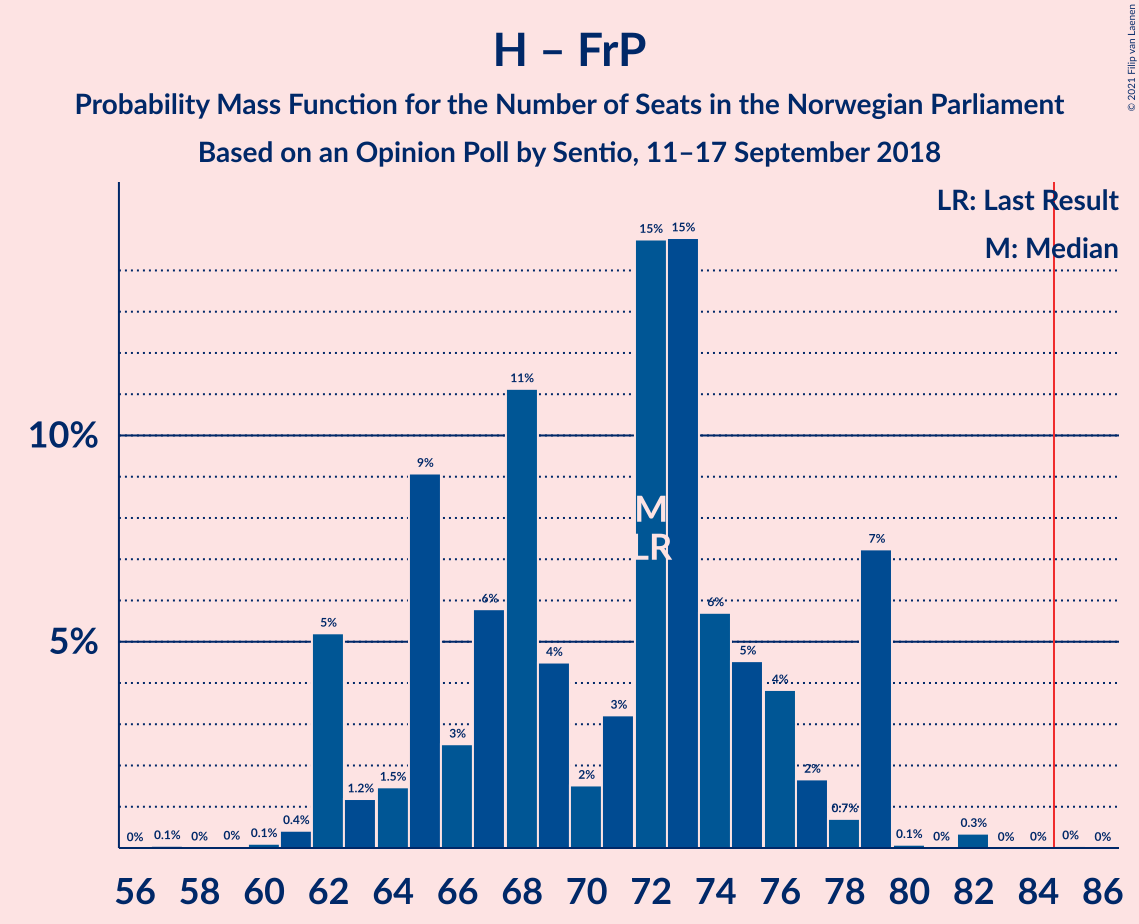 H – FrP
Probability Mass Function for the Number of Seats in the Norwegian Parliament
Based on an Opinion Poll by Sentio, 11–17 September 2018
© 2021 Filip van Laenen
LR: Last Result
M: Median
10%
5%
0% 0.1% 0% 0% 0.1% 0.4% 5% 1.2% 1.5% 9% 3% 6% 11% 4% 2% 3% 15% 15% 6% 5% 4% 2% 0.7% 7% 0.1% 0% 0.3% 0% 0% 0% 0%
M
LR
56 58 60 62 64 66 68 70 72 74 76 78 80 82 84 86